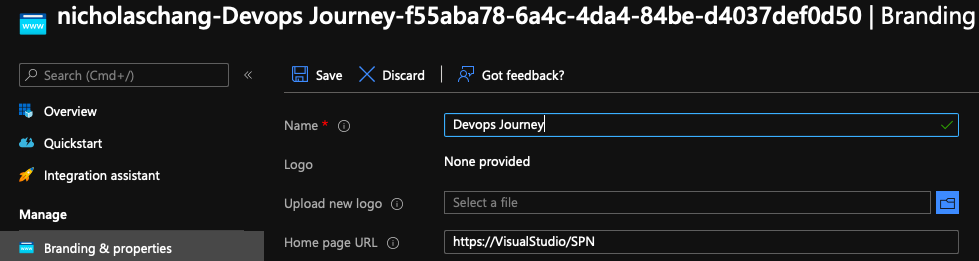 nicholaschang-Devops Journey-f55aba78-6a4c-4da4-84be-d4037def0d50 | Branding
Search (Cmd+/)
«
Save
Discard
Got feedback?
Overview
Quickstart
Integration assistant
Manage
Branding & properties
Name *
Devops Journey
Logo
None provided
Upload new logo
Select a file
Home page URL
https://VisualStudio/SPN